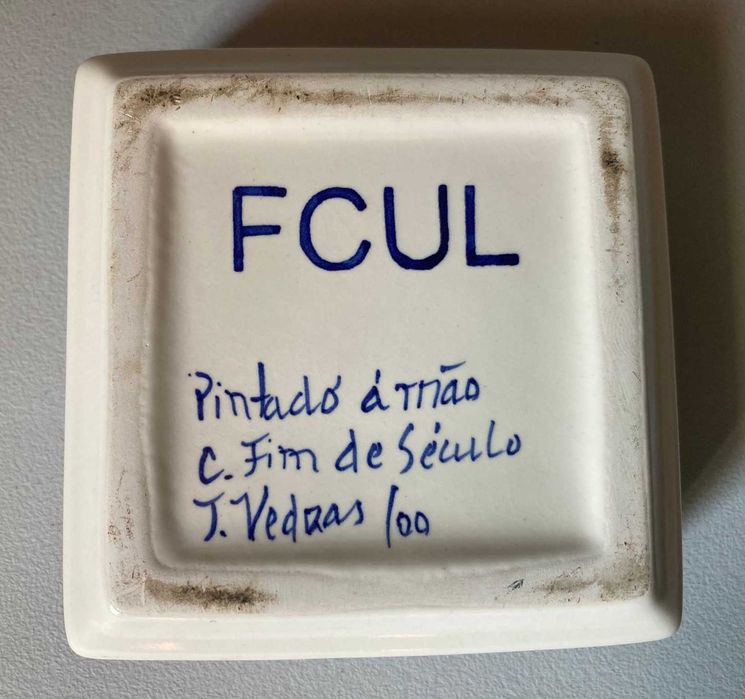 FCUL
Pintado á mão
C. Fim de Século
T. Vedras /00